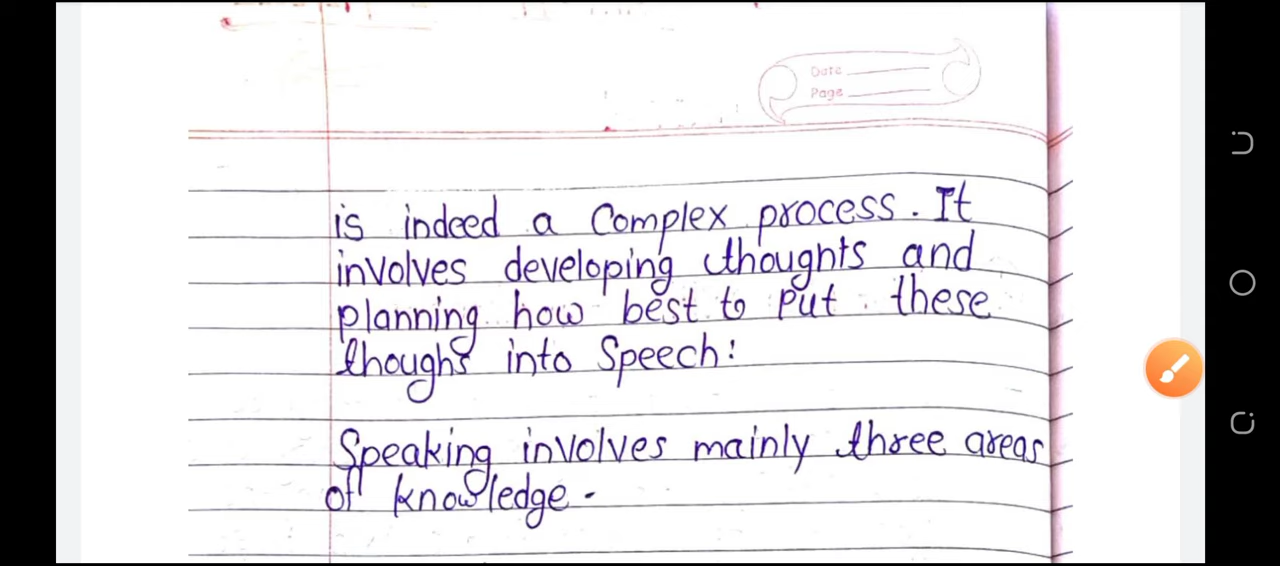 Date
Page
is indeed a Complex process. It
involves developing thoughts and
planning how best to put these
thoughs into Speech:
Speaking involves mainly three areas
of knowledge -